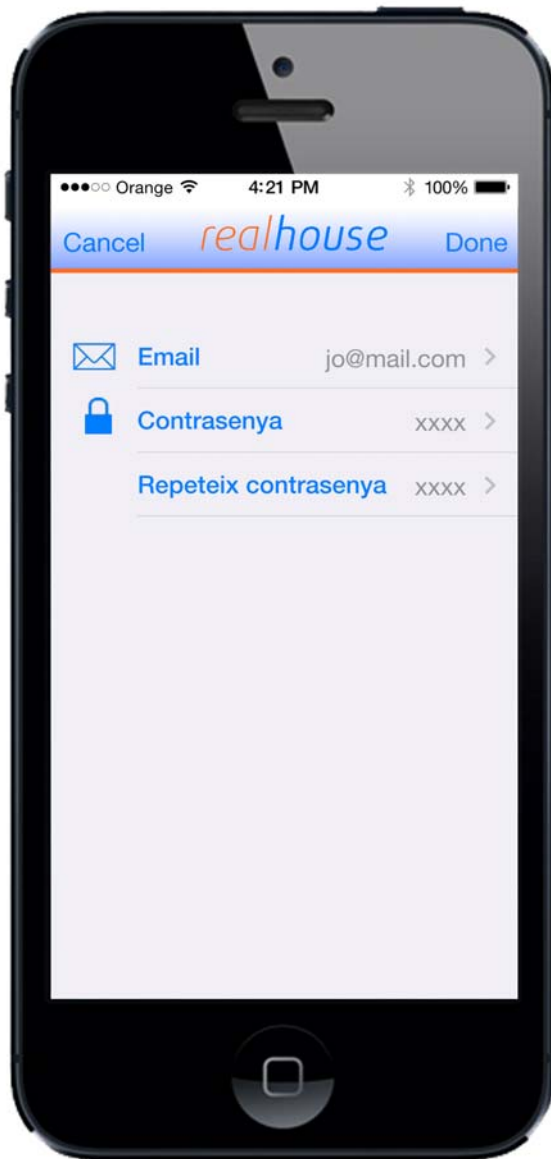 Orange 4:21 PM 100%
Cancel realhouse Done
Email jo@mail.com
Contrasenya xxxx
Repeteix contrasenya xxxx